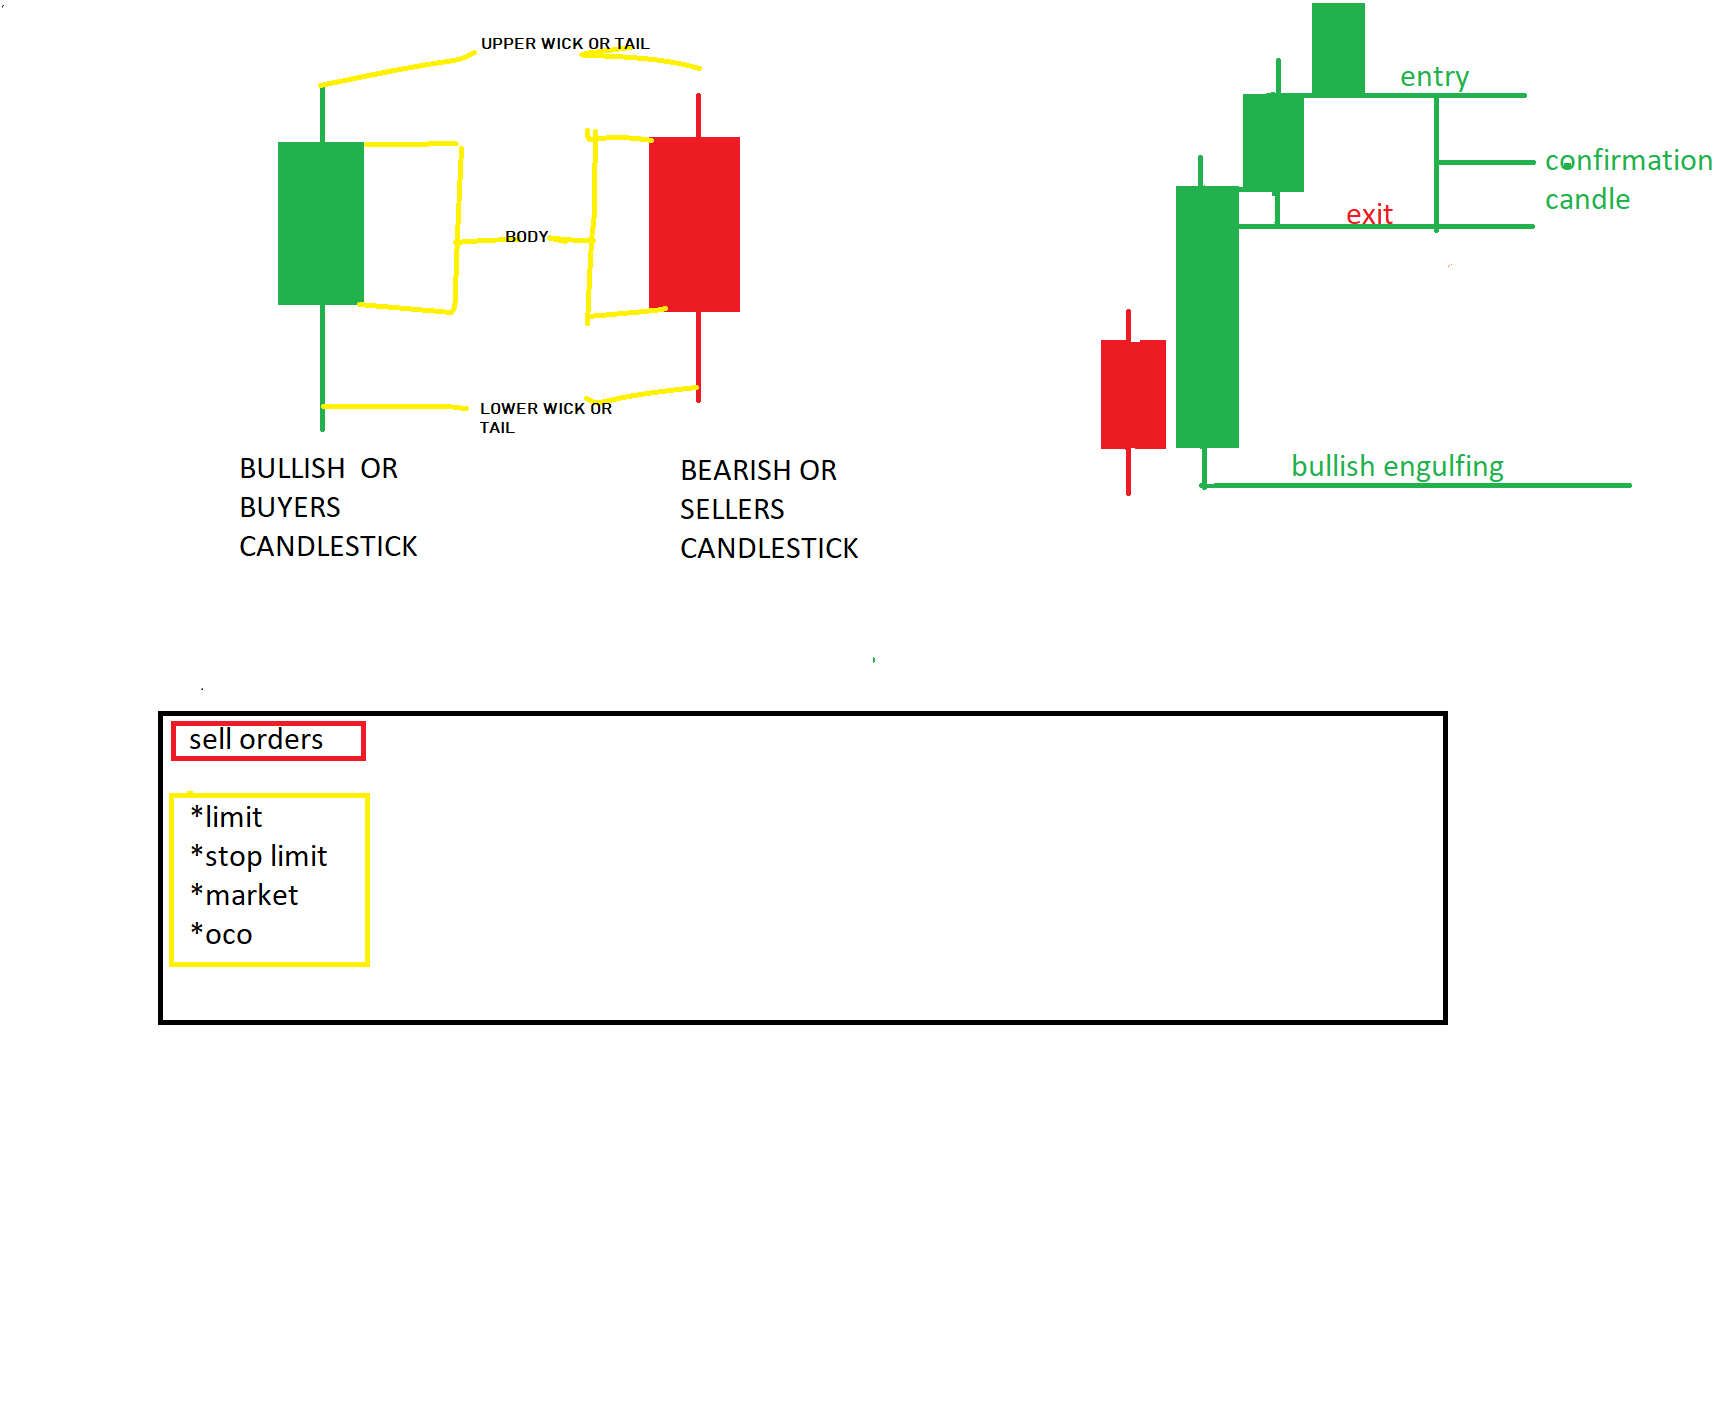 UPPER WICK OR TAIL
BODY
LOWER WICK OR
TAIL
BULLISH  OR
BUYERS
CANDLESTICK
BEARISH OR
SELLERS
CANDLESTICK
entry
confirmation
candle
exit
bullish engulfing
sell orders
*limit
*stop limit
*market
*oco